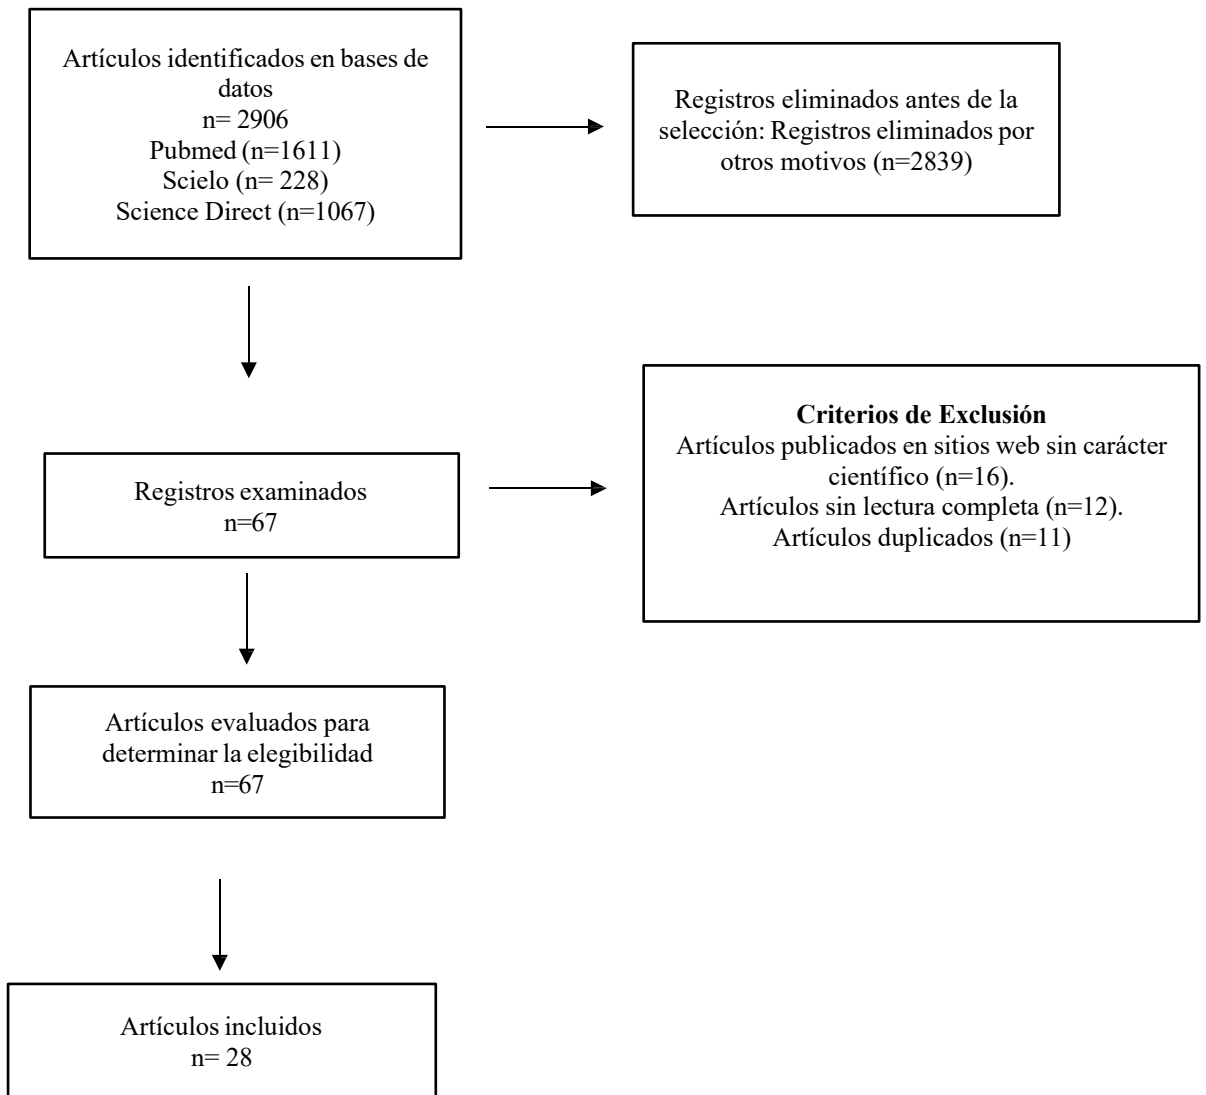 Artículos identificados en bases de
datos
n= 2906
Pubmed (n=1611)
Scielo (n= 228)
Science Direct (n=1067)
Registros eliminados antes de la
selección: Registros eliminados por
otros motivos (n=2839)
Registros examinados
n=67
Criterios de Exclusión
Artículos publicados en sitios web sin carácter
científico (n=16).
Artículos sin lectura completa (n=12).
Artículos duplicados (n=11)
Artículos evaluados para
determinar la elegibilidad
n=67
Artículos incluidos
n= 28